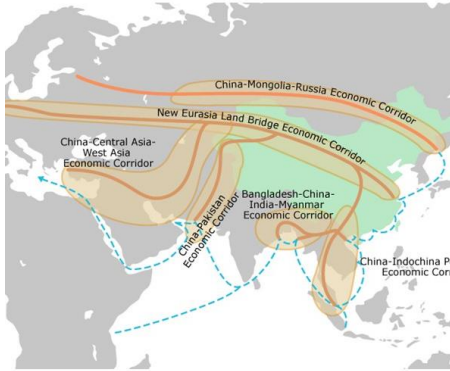 China-Mongolia-Russia Economic Corridor
New Eurasia Land Bridge Economic Corridor
China-Central Asia-
West Asia
Economic Corridor
China-Pakistan
Economic Corridor
Bangladesh-China-
India-Myanmar
Economic Corridor
China-Indochina P
Economic Cor